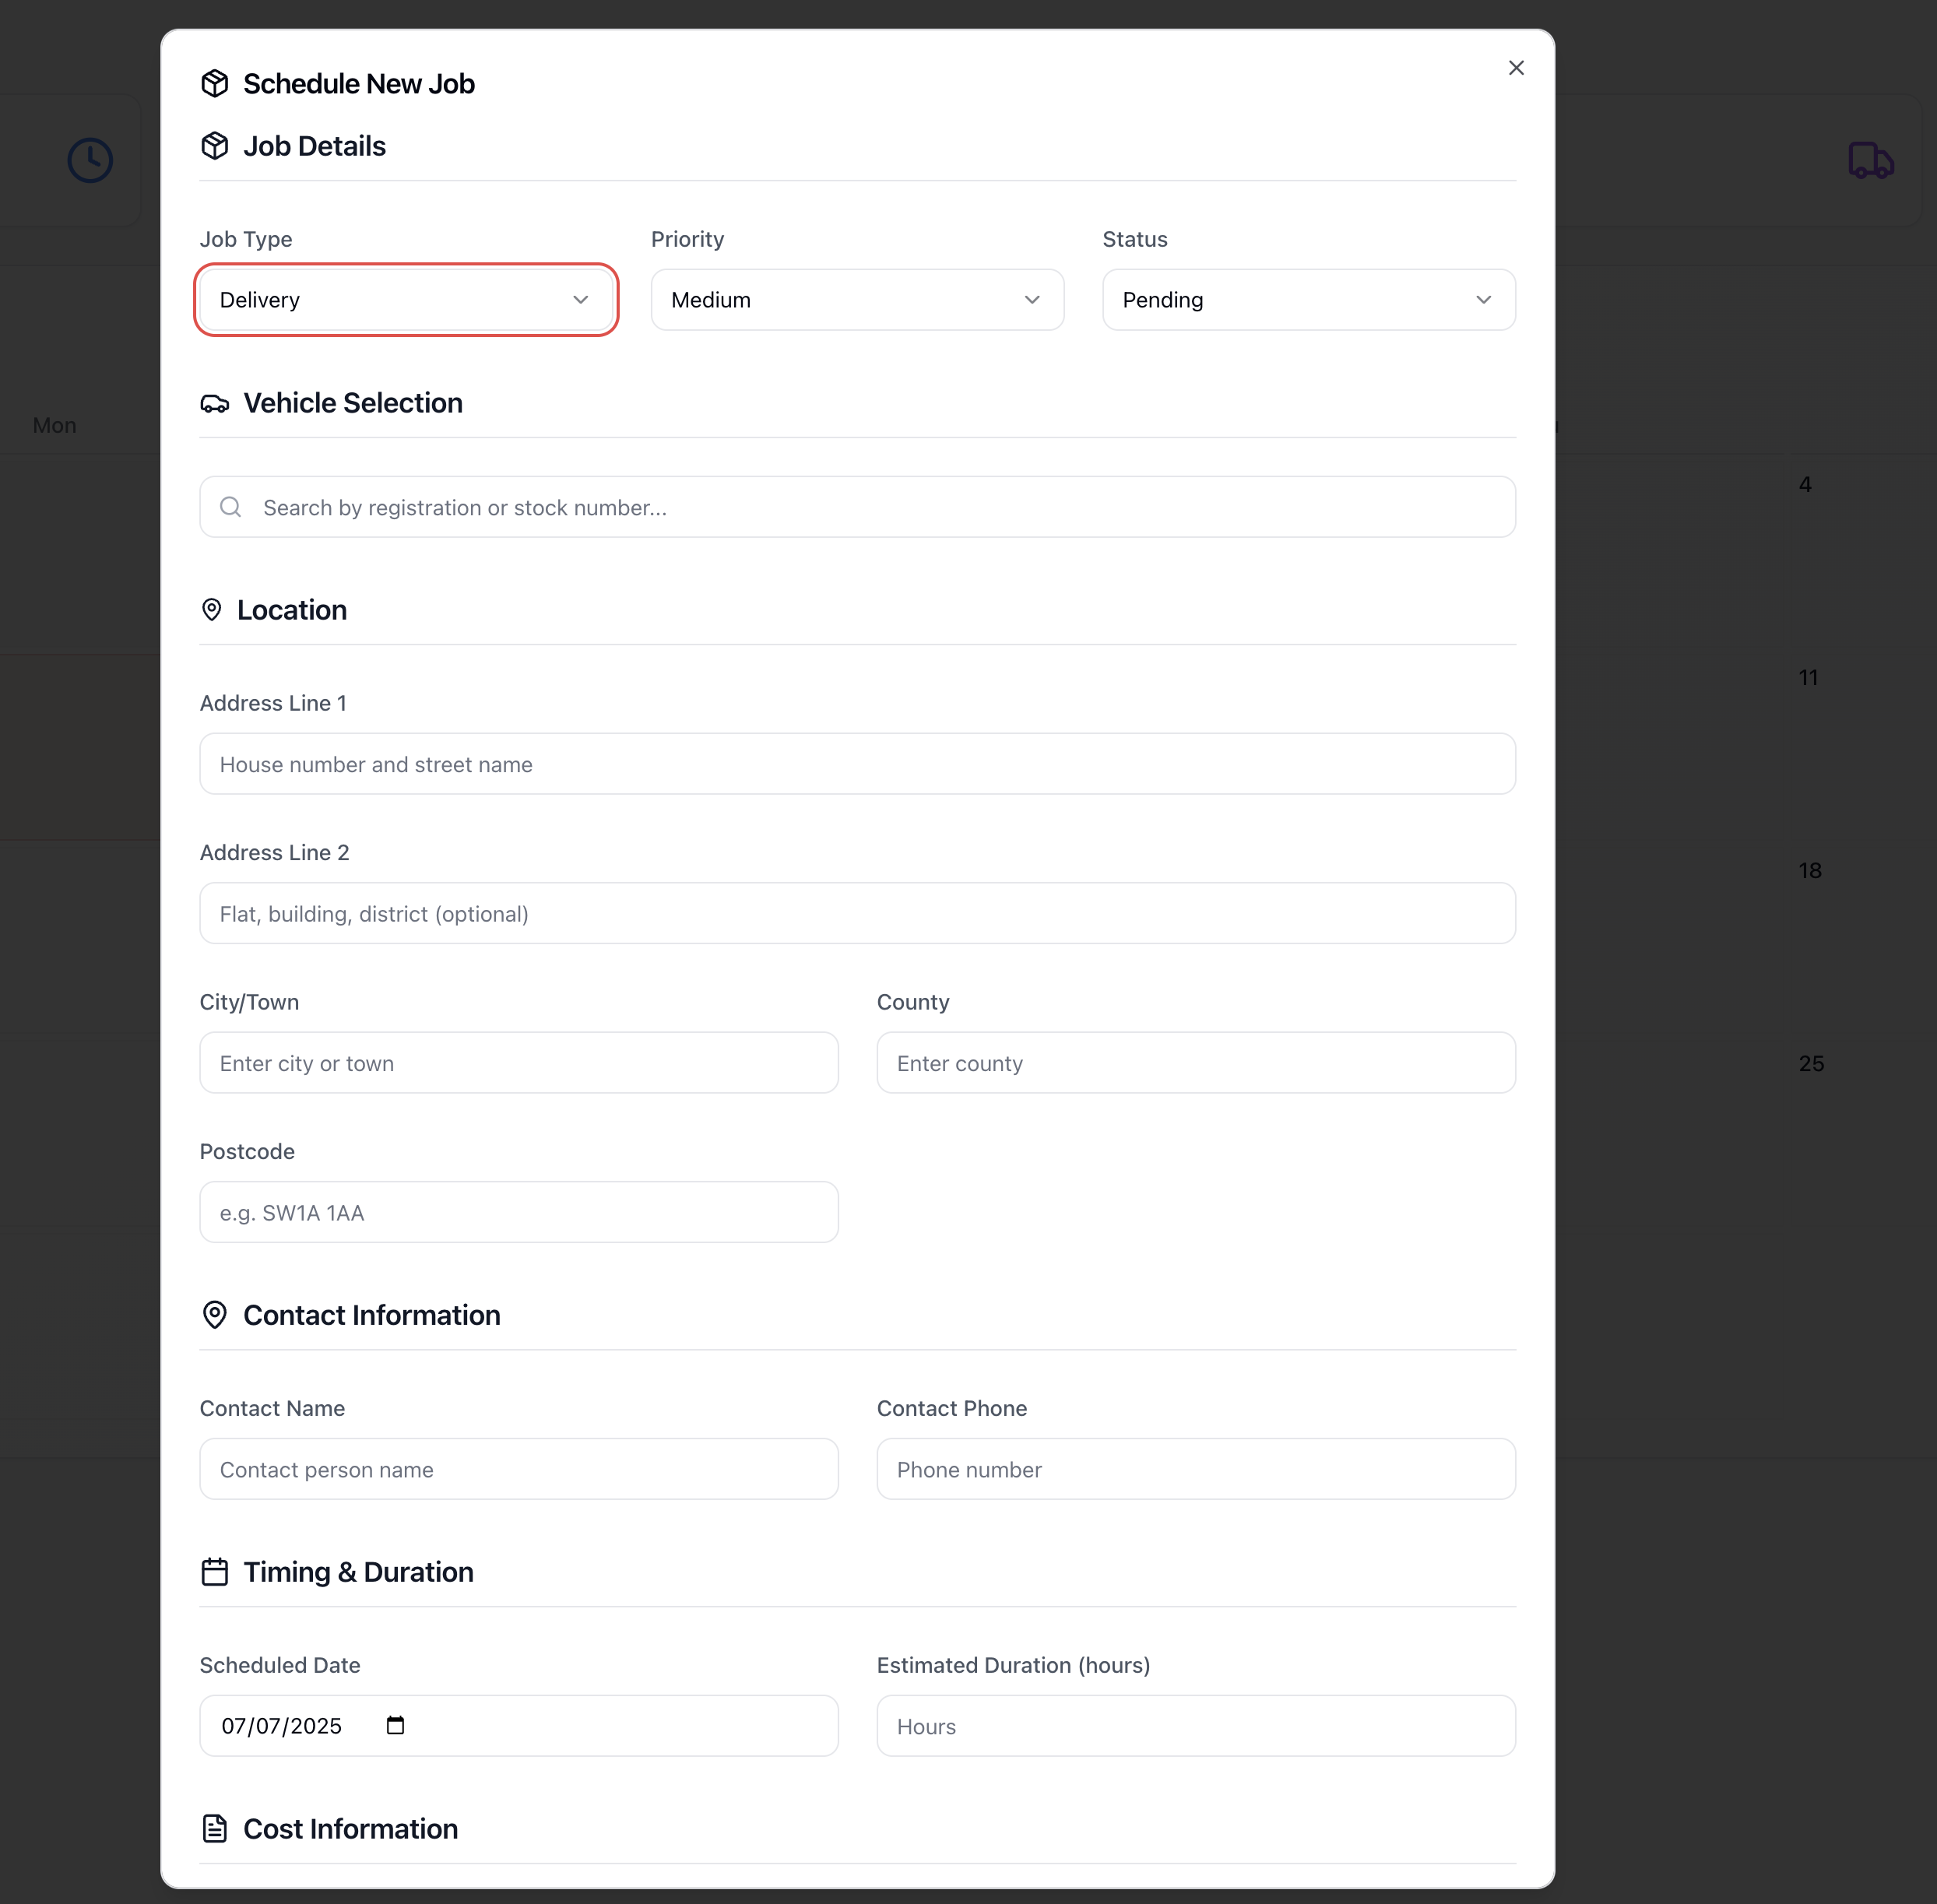 Schedule New Job
Job Details
Job Type
Priority
Status
Delivery
Medium
Pending
Vehicle Selection
Mon
Search by registration or stock number...
4
Location
11
Address Line 1
House number and street name
Address Line 2
18
Flat, building, district (optional)
City/Town
County
Enter city or town
Enter county
25
Postcode
e.g. SW1A 1AA
Contact Information
Contact Name
Contact Phone
Contact person name
Phone number
Timing & Duration
Scheduled Date
Estimated Duration (hours)
07/07/2025
Hours
Cost Information